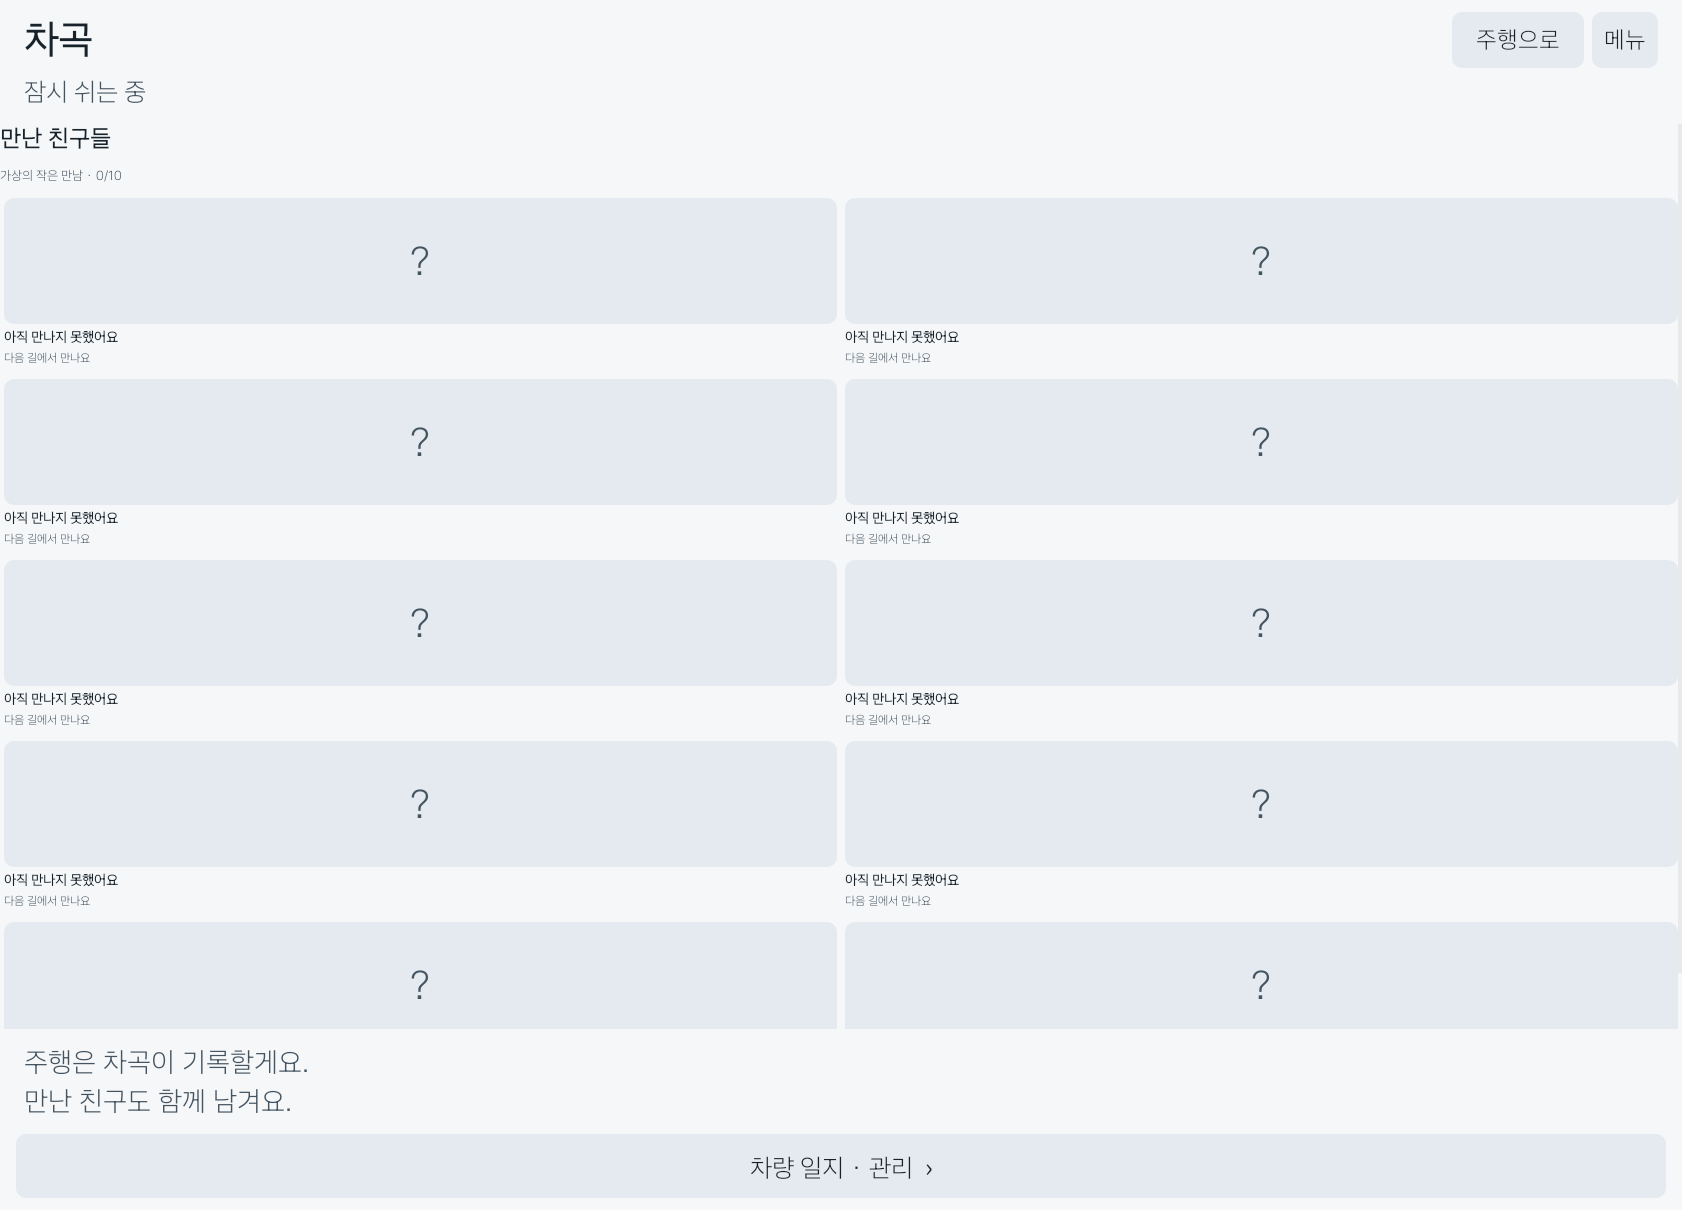 차곡
주행으로
메뉴
잠시 쉬는 중
만난 친구들
가상의 작은 만남 · 0/10
?
?
아직 만나지 못했어요
아직 만나지 못했어요
다음 길에서 만나요
다음 길에서 만나요
?
?
아직 만나지 못했어요
아직 만나지 못했어요
다음 길에서 만나요
다음 길에서 만나요
?
?
아직 만나지 못했어요
아직 만나지 못했어요
다음 길에서 만나요
다음 길에서 만나요
?
?
아직 만나지 못했어요
아직 만나지 못했어요
다음 길에서 만나요
다음 길에서 만나요
?
?
주행은 차곡이 기록할게요.
만난 친구도 함께 남겨요.
차량 일지 · 관리 ›